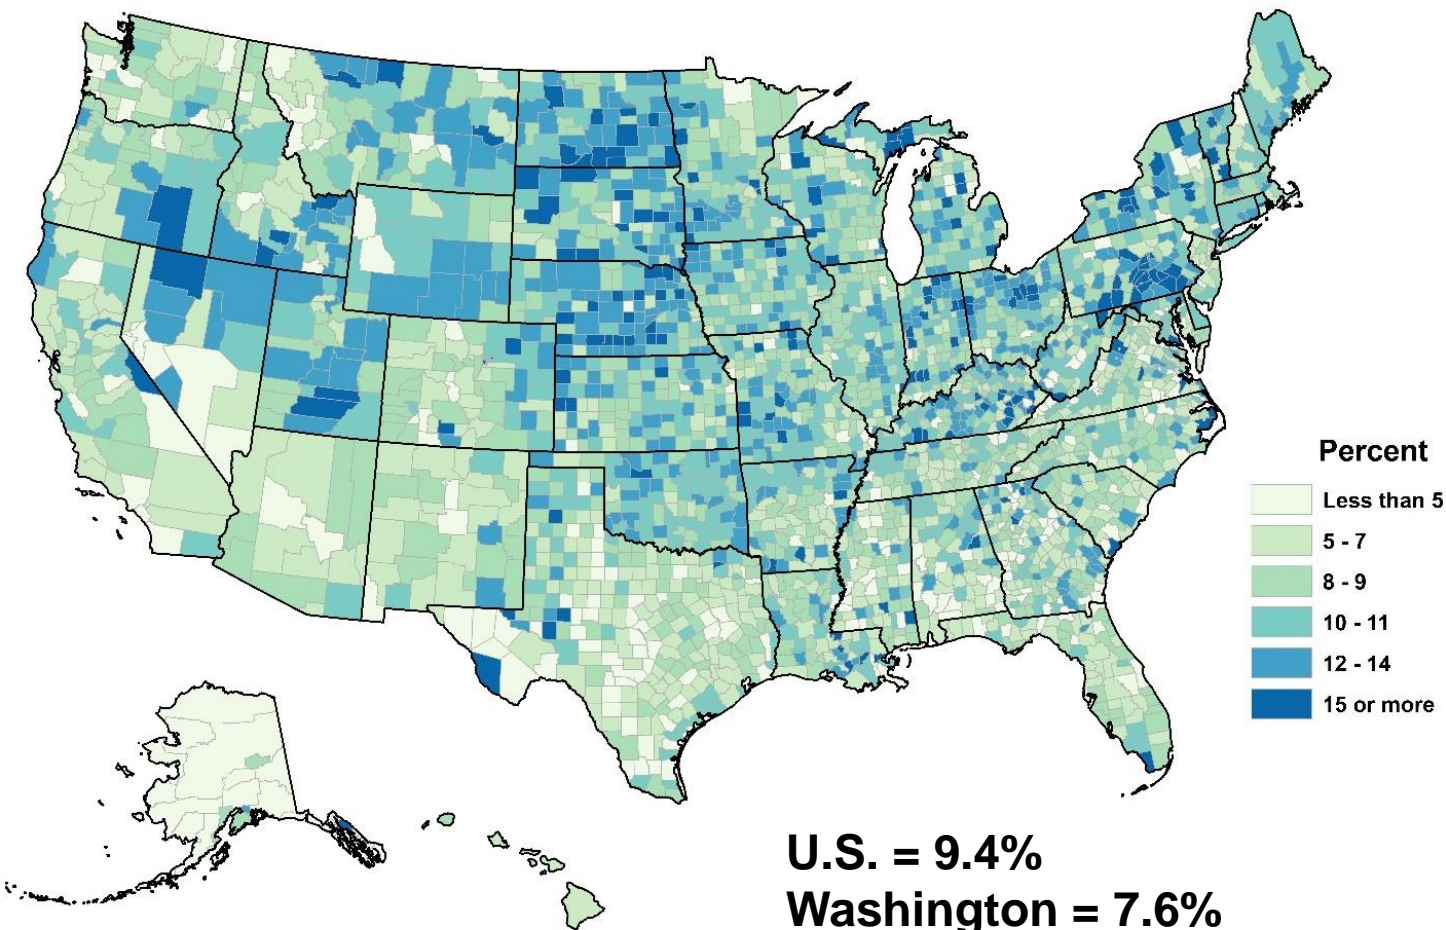 Percent
Less than 5
5 - 7
8 - 9
10 - 11
12 - 14
15 or more
U.S. = 9.4%
Washington = 7.6%